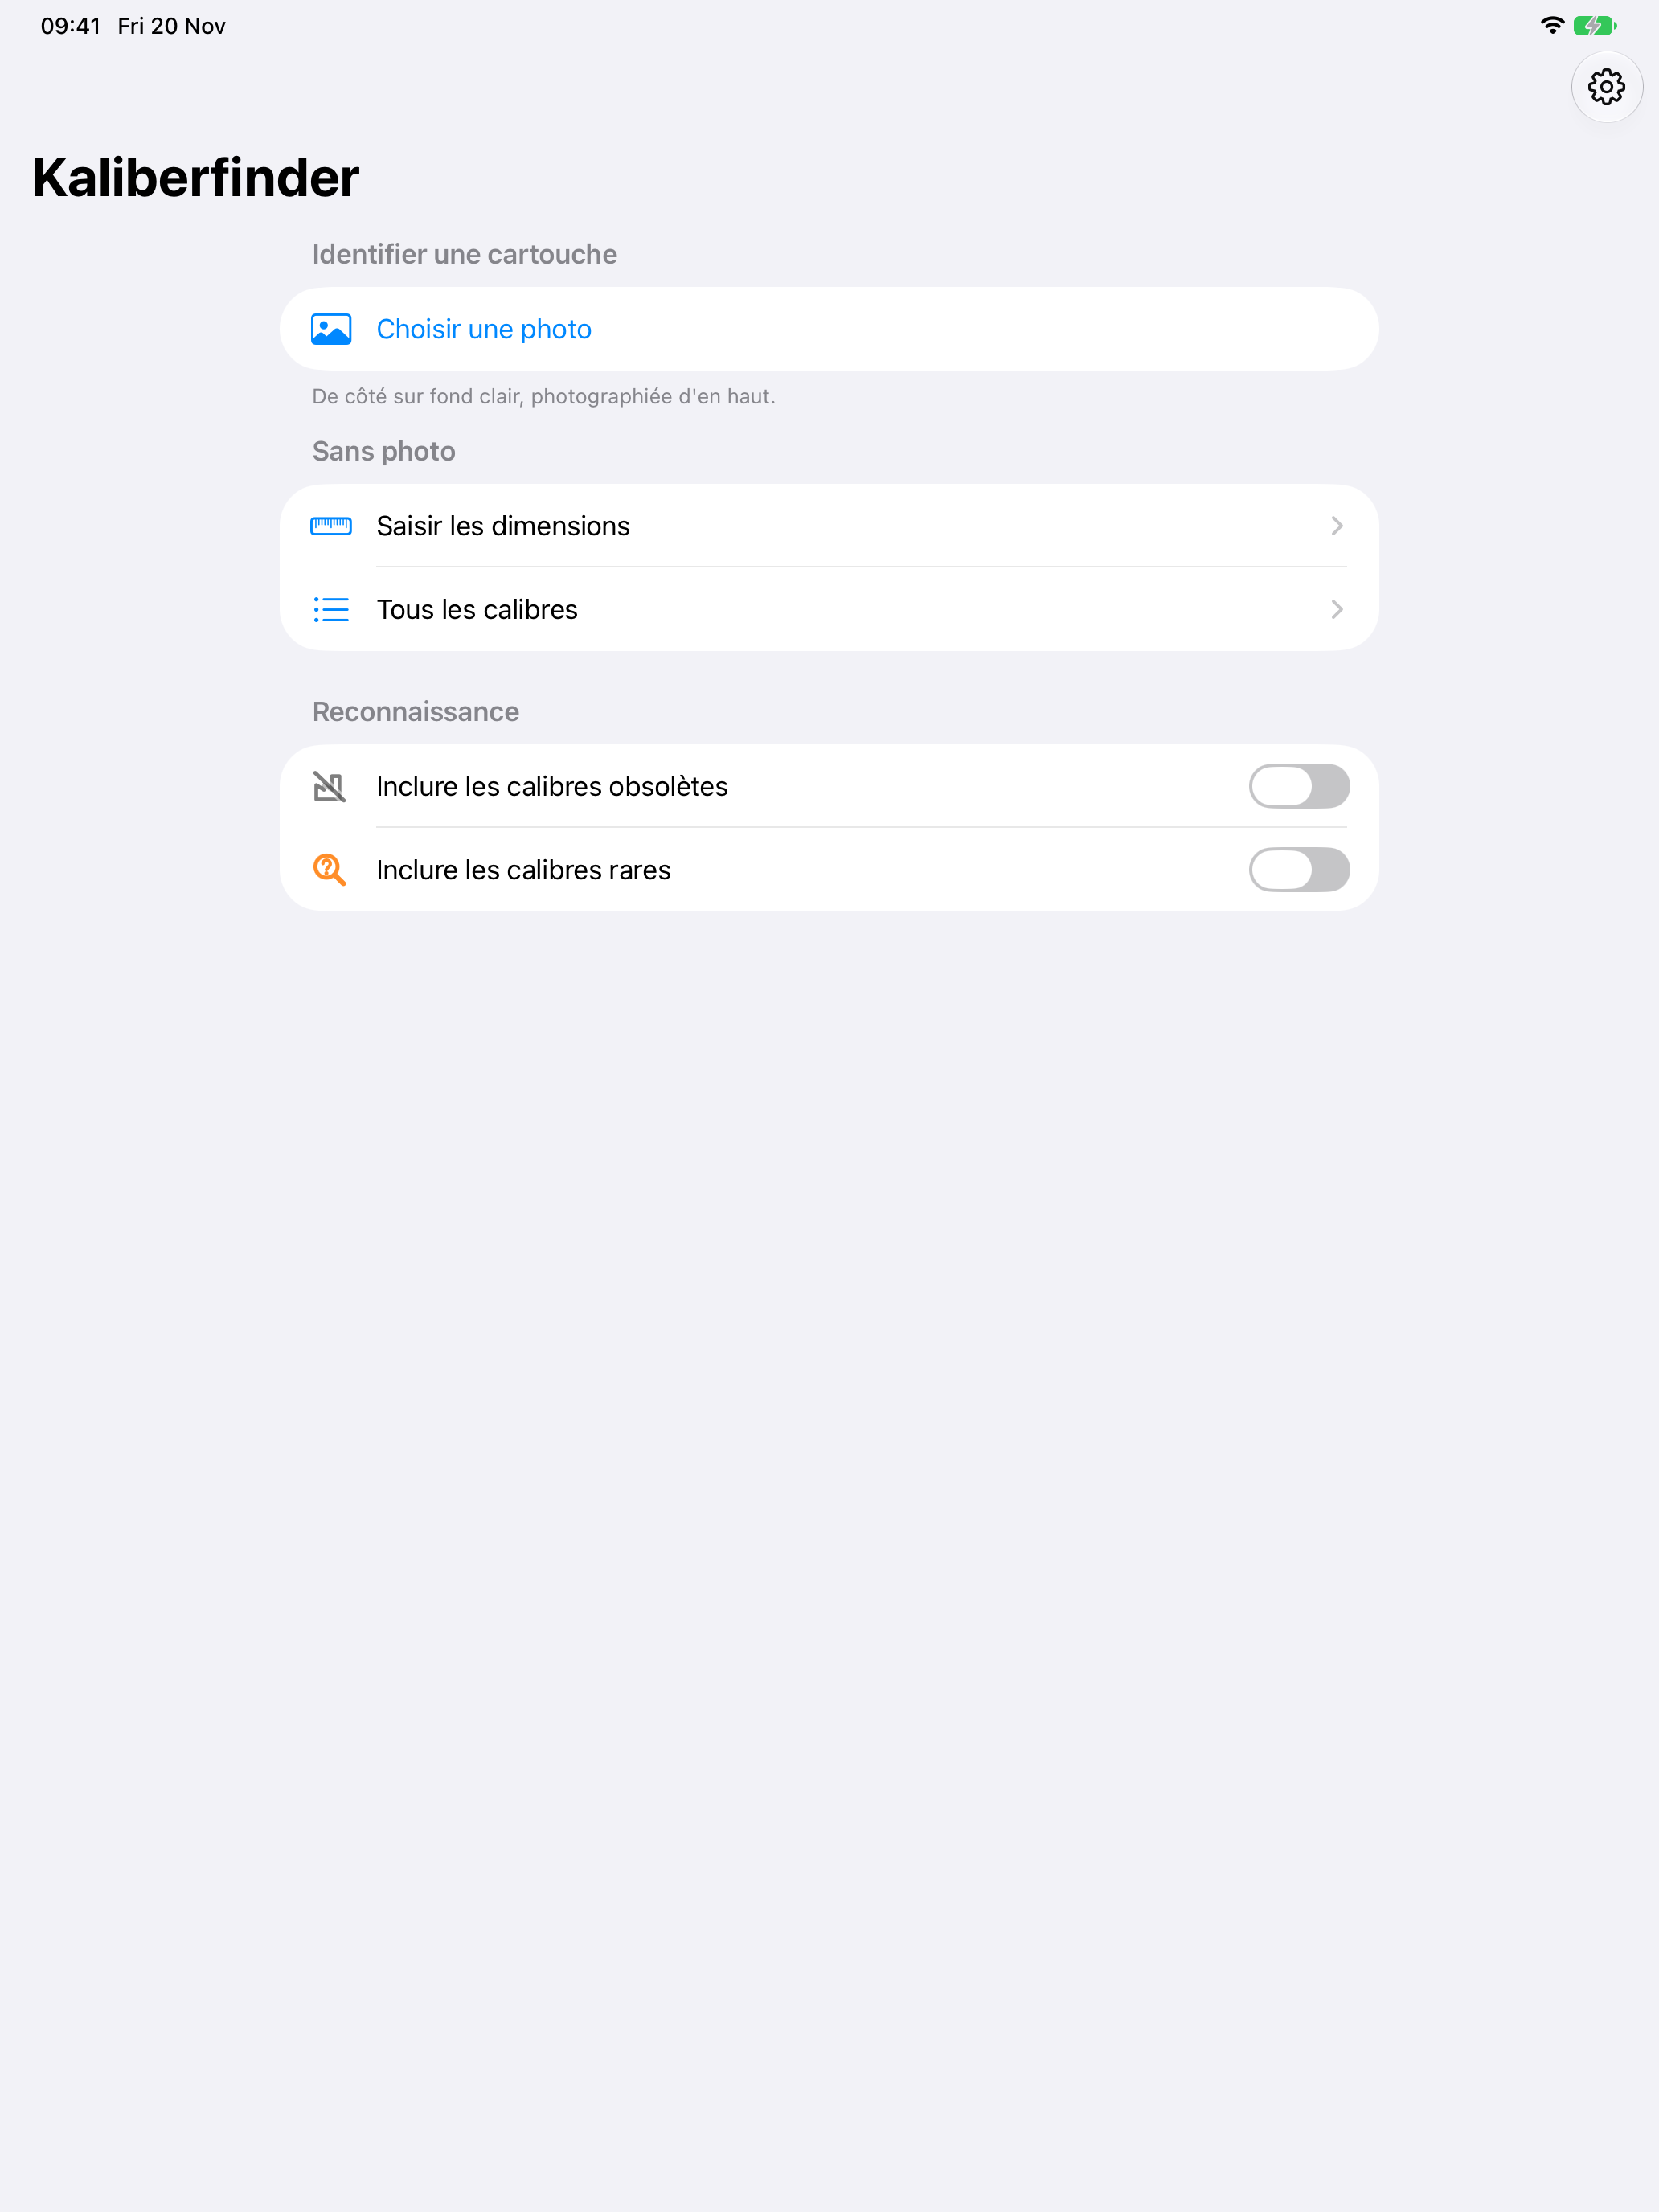 09:41 Fri 20 Nov
Kaliberfinder
Identifier une cartouche
Choisir une photo
De côté sur fond clair, photographiée d'en haut.
Sans photo
Saisir les dimensions
Tous les calibres
Reconnaissance
Inclure les calibres obsolètes
Inclure les calibres rares